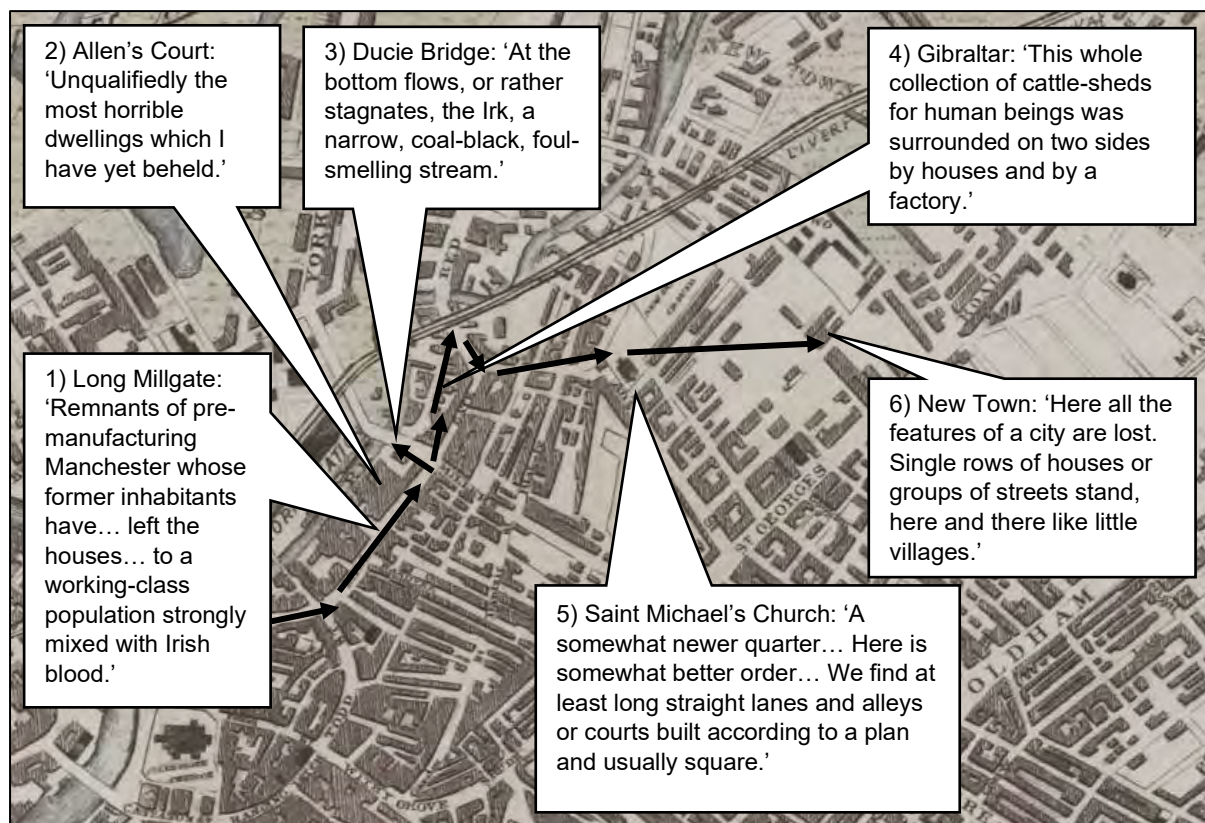 2) Allen’s Court:
‘Unqualifiedly the
most horrible
dwellings which I
have yet beheld.’
3) Ducie Bridge: ‘At the
bottom flows, or rather
stagnates, the Irk, a
narrow, coal-black, foul-
smelling stream.’
4) Gibraltar: ‘This whole
collection of cattle-sheds
for human beings was
surrounded on two sides
by houses and by a
factory.’
1) Long Millgate:
‘Remnants of pre-
manufacturing
Manchester whose
former inhabitants
have… left the
houses… to a
working-class
population strongly
mixed with Irish
blood.’
6) New Town: ‘Here all the
features of a city are lost.
Single rows of houses or
groups of streets stand,
here and there like little
villages.’
5) Saint Michael’s Church: ‘A
somewhat newer quarter… Here is
somewhat better order… We find at
least long straight lanes and alleys
or courts built according to a plan
and usually square.’
NEW
TOWN
YORK
RED
ROAD
MAN
ST GEORGES
OLDHAM
TODD
GROVE